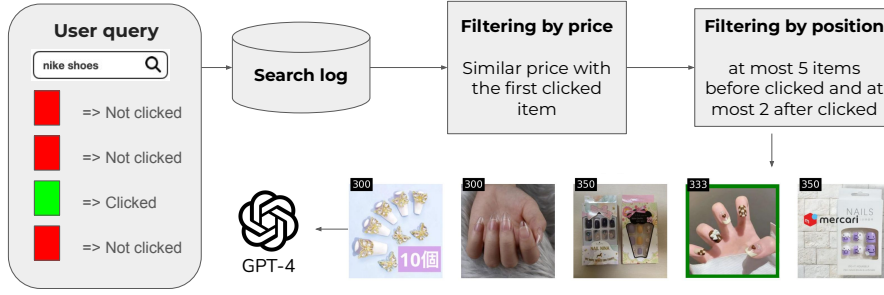 User query
nike shoes
=> Not clicked
=> Not clicked
=> Clicked
=> Not clicked
Search log
Filtering by price
Similar price with
the first clicked
item
Filtering by position
at most 5 items
before clicked and at
most 2 after clicked
GPT-4
300
10個
300
350
333
350
mercari
NAILS